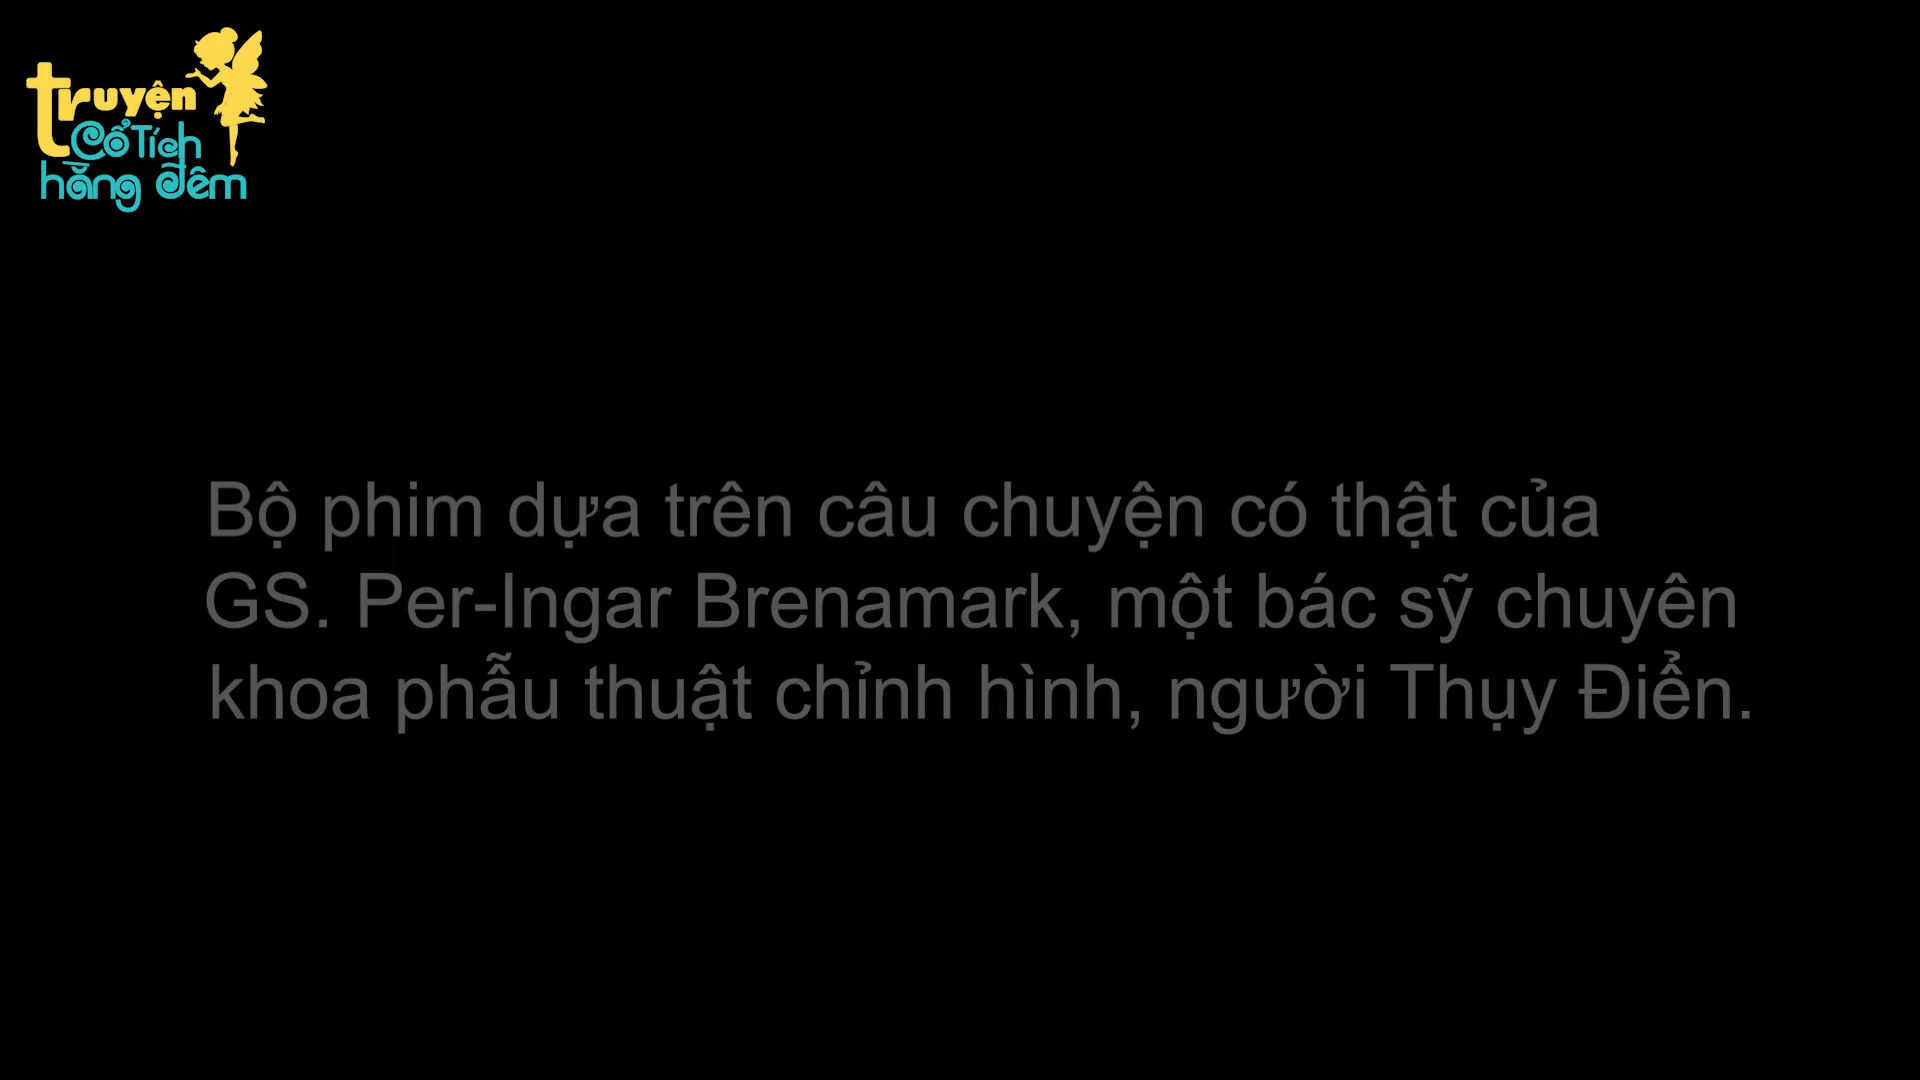 truyện
Cổ Tích
hằng đêm
Bộ phim dựa trên câu chuyện có thật của
GS. Per-Ingar Brenamark, một bác sỹ chuyên
khoa phẫu thuật chỉnh hình, người Thụy Điển.